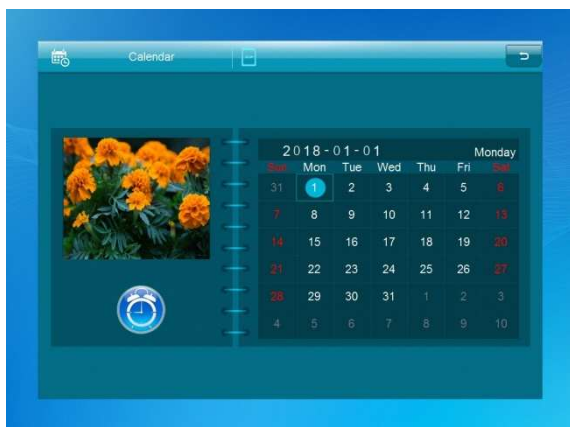 Calendar
2018-01-01 Monday
Sun Mon Tue Wed Thu Fri Sat
31 1 2 3 4 5 6
7 8 9 10 11 12 13
14 15 16 17 18 19 20
21 22 23 24 25 26 27
28 29 30 31 1 2 3
4 5 6 7 8 9 10